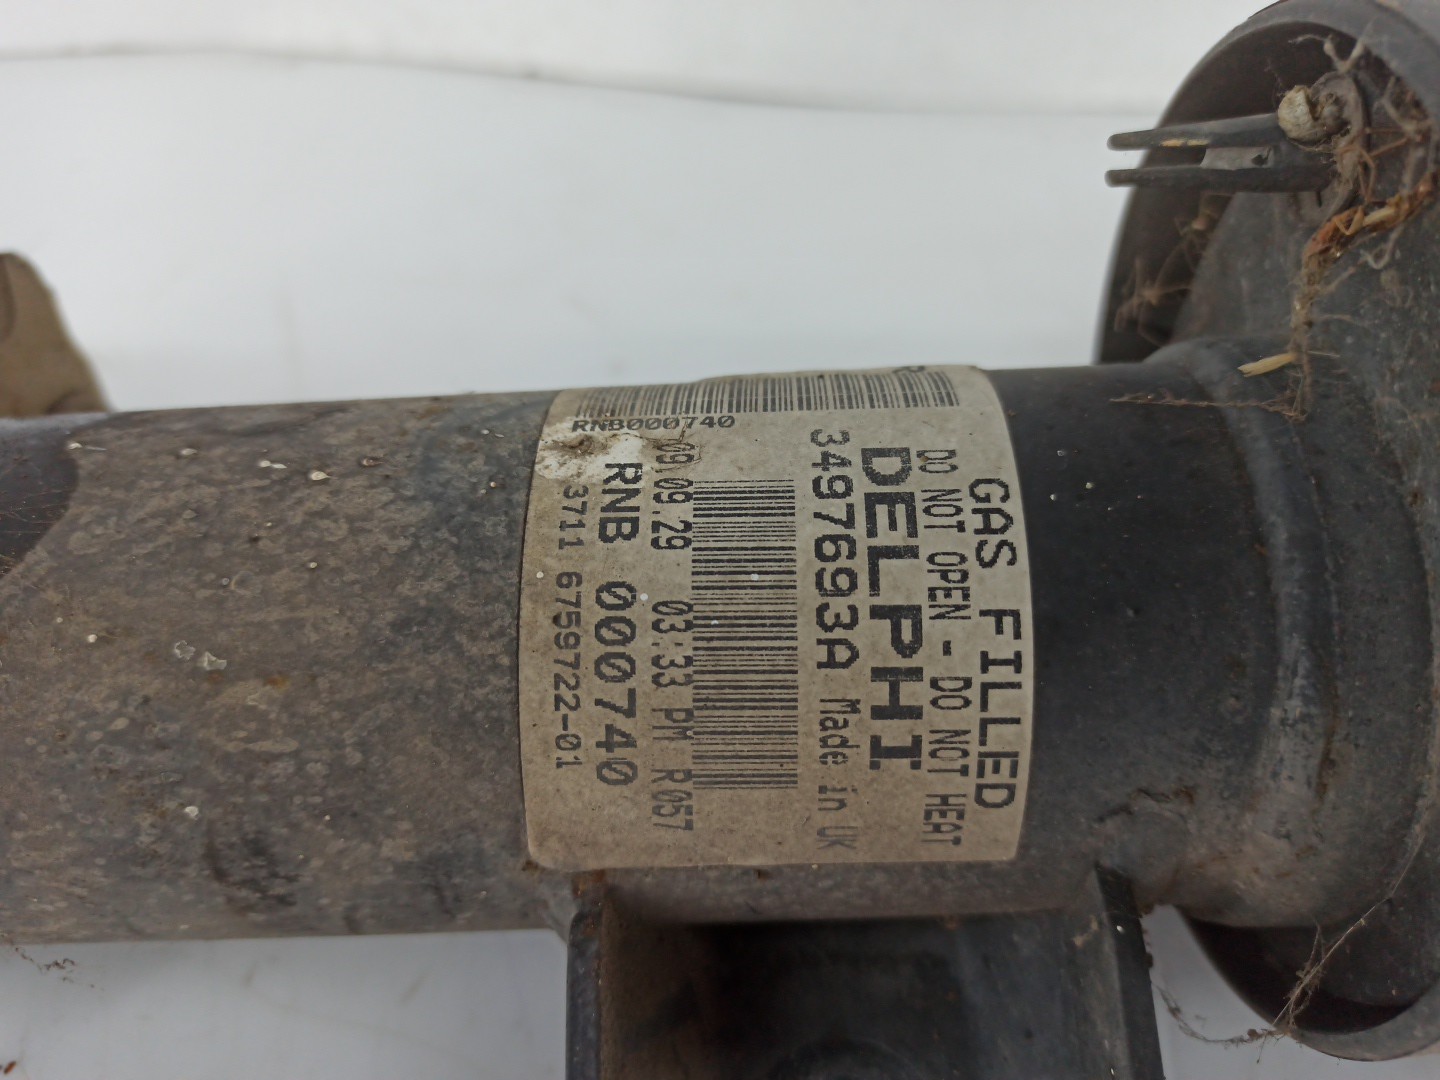 GAS FILLED
DO NOT OPEN - DO NOT HEAT
DELPHI
3497693A Made in UK
09.09.29 03:33 PM R057
RNB 000740
3711 6759722-01
RNB000740